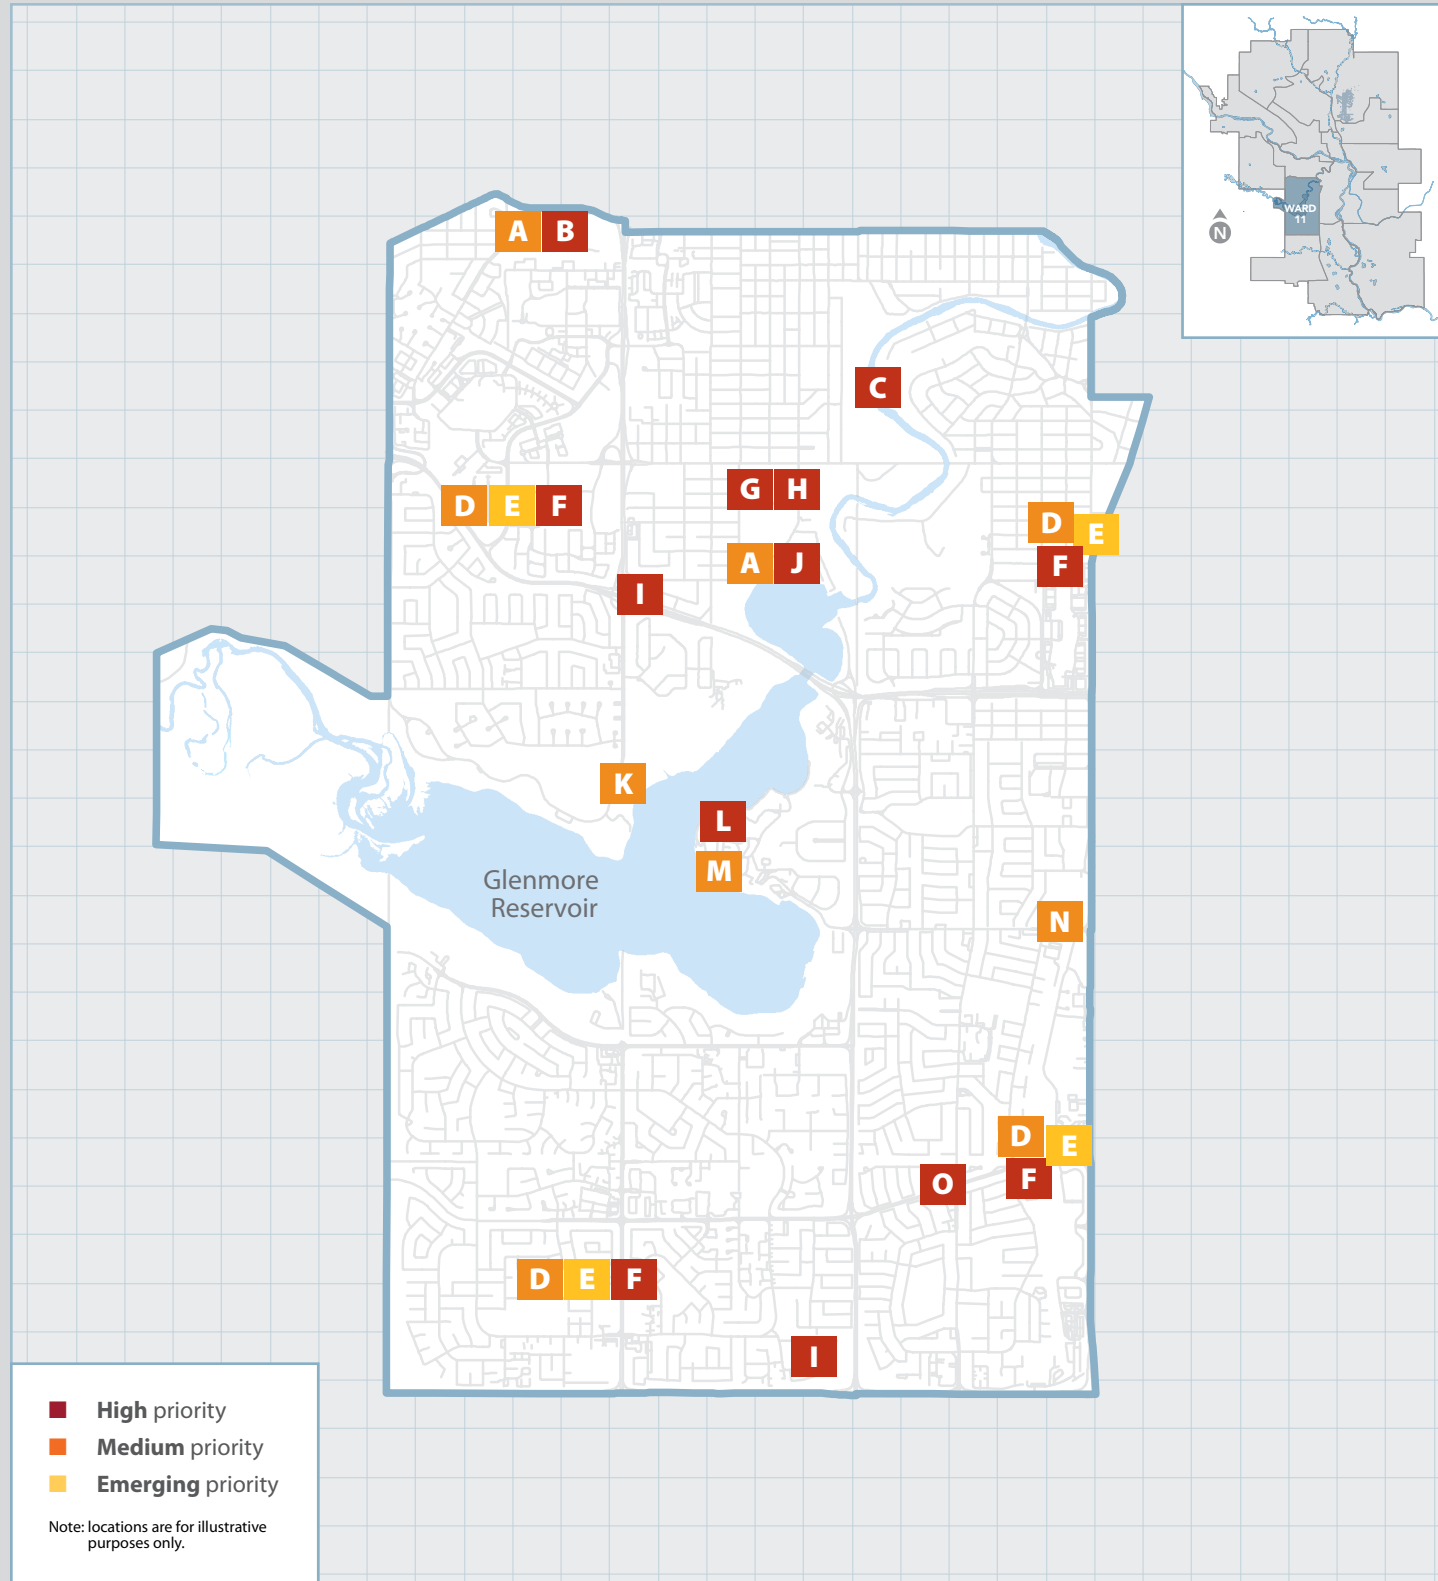 WARD
11
N
A B
C
G H
D E F
D E
F
A J
I
K
L
M
Glenmore
Reservoir
N
D E
F
O
D E F
I
High priority
Medium priority
Emerging priority
Note: locations are for illustrative
purposes only.